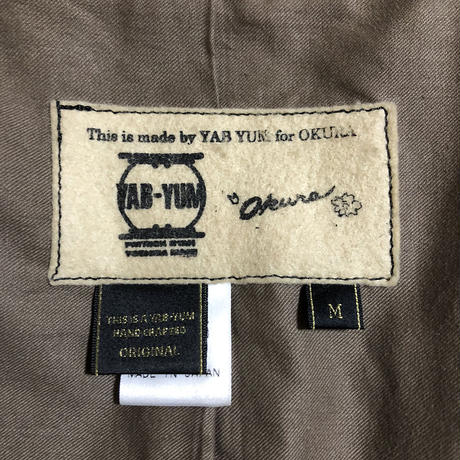 This is made by YAB YUM for OKURA
YAB-YUM
Okura
THIS IS A YAB-YUM
HAND CRAFTED
ORIGINAL
M
MADE IN JAPAN